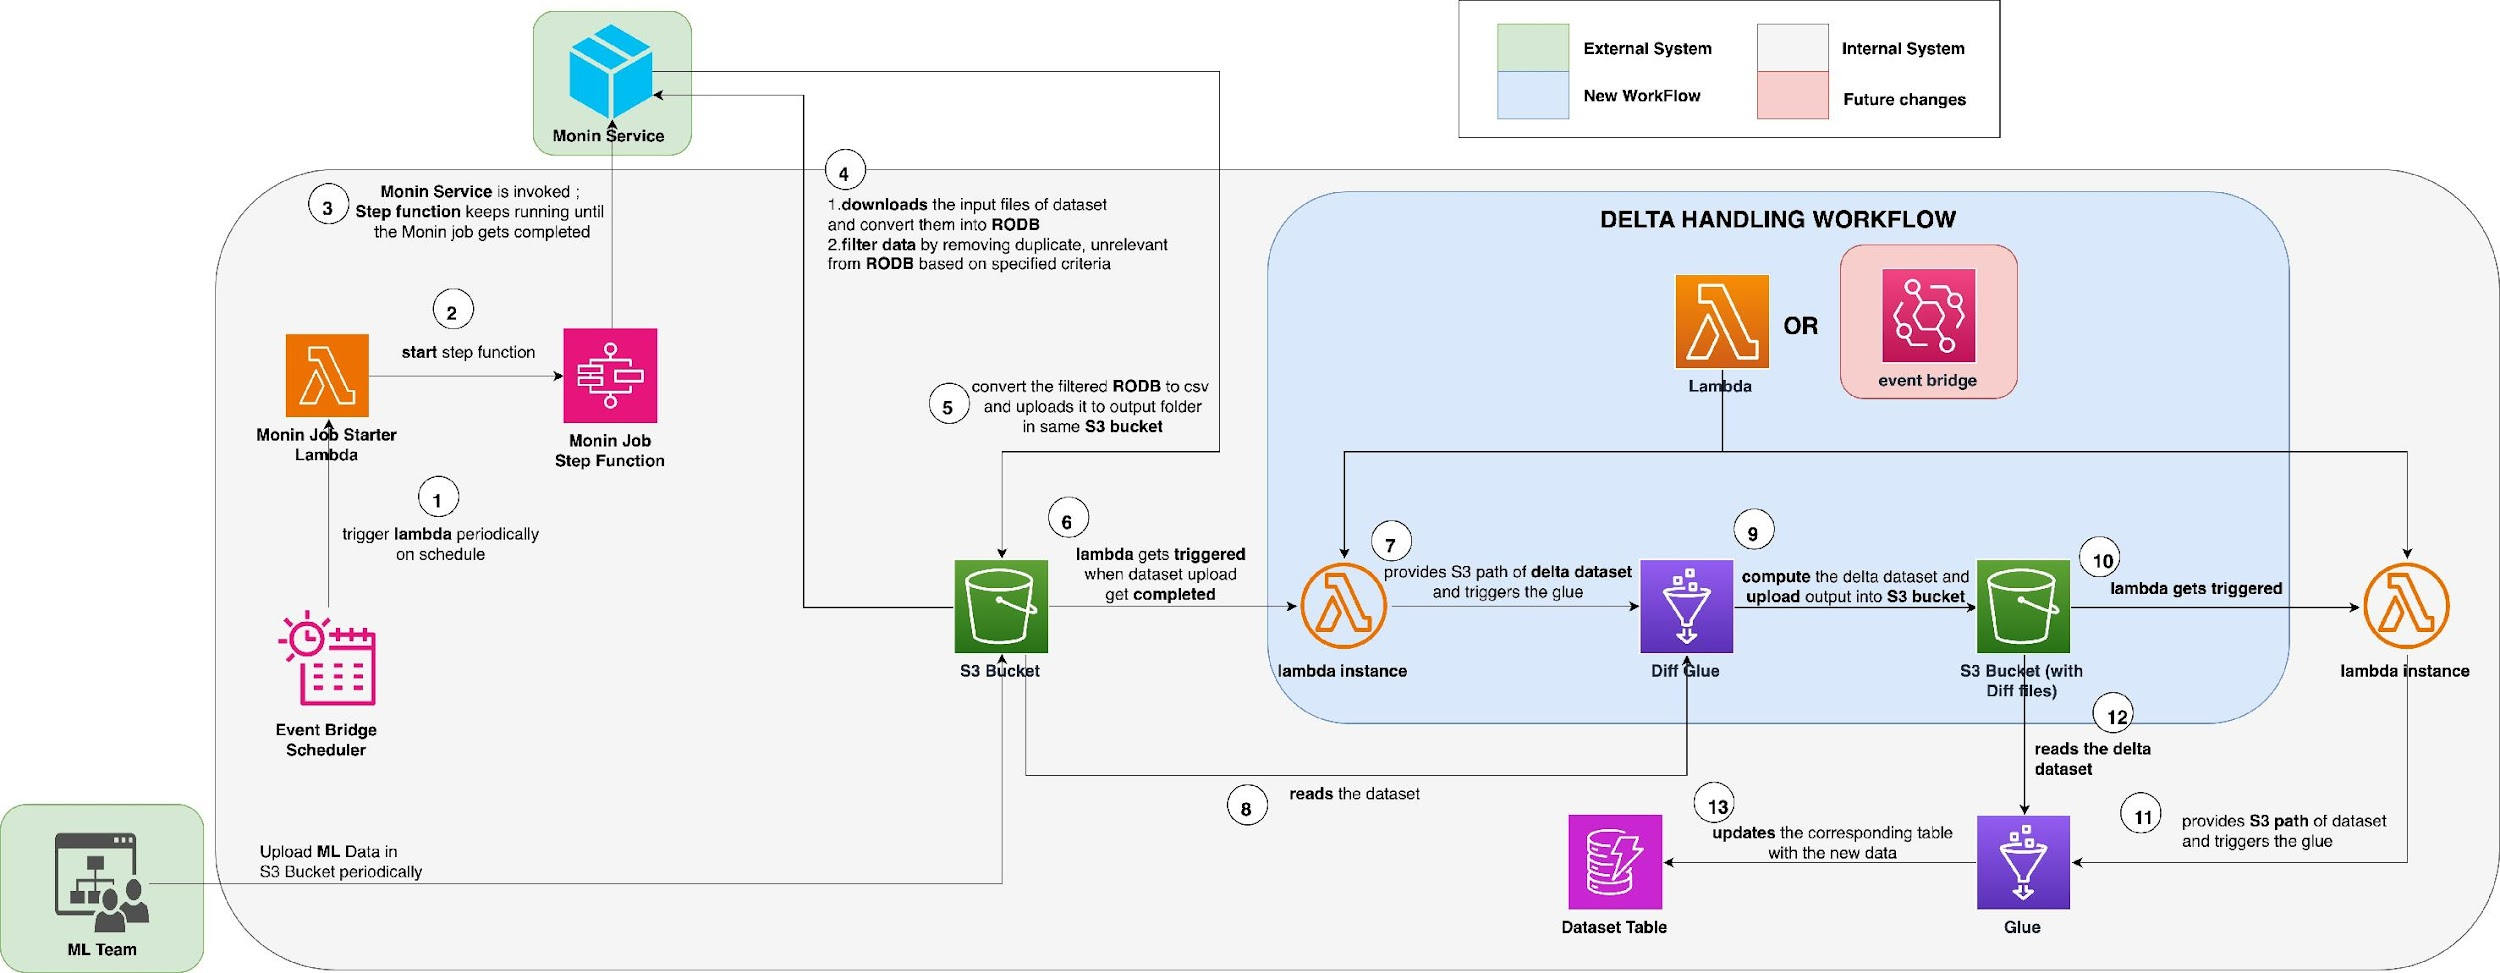 External System
Internal System
New WorkFlow
Future changes
Monin Service
3
Monin Service is invoked ;
Step function keeps running until
the Monin job gets completed
4
1.downloads the input files of dataset
and convert them into RODB
2.filter data by removing duplicate, unrelevant
from RODB based on specified criteria
DELTA HANDLING WORKFLOW
Lambda
OR
event bridge
2
start step function
Monin Job Starter
Lambda
Monin Job
Step Function
5
convert the filtered RODB to csv
and uploads it to output folder
in same S3 bucket
1
trigger lambda periodically
on schedule
Event Bridge
Scheduler
6
lambda gets triggered
when dataset upload
get completed
S3 Bucket
7
provides S3 path of delta dataset
and triggers the glue
lambda instance
Diff Glue
9
compute the delta dataset and
upload output into S3 bucket
S3 Bucket (with
Diff files)
10
lambda gets triggered
lambda instance
12
reads the delta
dataset
8
reads the dataset
13
updates the corresponding table
with the new data
11
provides S3 path of dataset
and triggers the glue
Dataset Table
Glue
Upload ML Data in
S3 Bucket periodically
ML Team